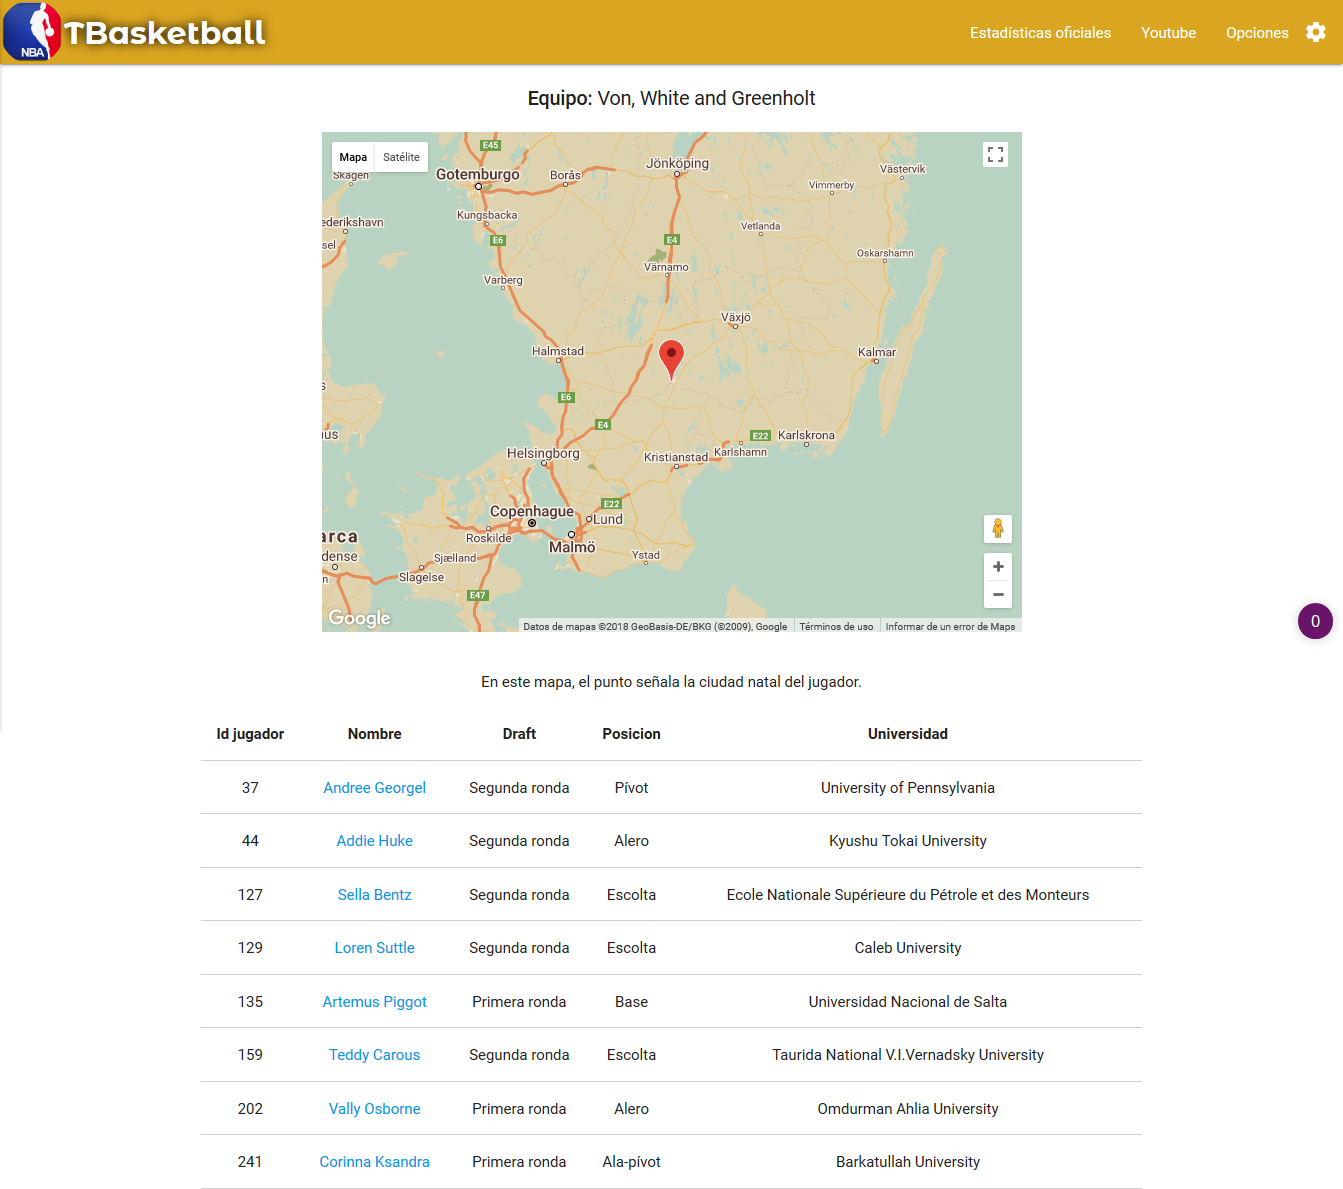 NBA TBasketball
Estadísticas oficiales Youtube Opciones
Equipo: Von, White and Greenholt
Mapa Satélite
E45
Jönköping
Gotemburgo
Borås
Skagen
Västervik
Vimmerby
Kungsbacka
ederikshavn
Vetlanda
E6
E4
sel
Oskarshamn
Värnamo
Varberg
Växjö
Halmstad
Kalmar
s
E6
E4
us
E22
Karlskrona
Helsingborg
Kristianstad
Karlshamn
E22
Copenhague
Lund
Roskilde
Malmö
arca
dense
Sjælland
Ystad
n
Slagelse
E47
Google
Datos de mapas ©2018 GeoBasis-DE/BKG (©2009), Google Términos de uso Informar de un error de Maps
0
En este mapa, el punto señala la ciudad natal del jugador.
Id jugador Nombre Draft Posicion Universidad
37 Andree Georgel Segunda ronda Pívot University of Pennsylvania
44 Addie Huke Segunda ronda Alero Kyushu Tokai University
127 Sella Bentz Segunda ronda Escolta Ecole Nationale Supérieure du Pétrole et des Monteurs
129 Loren Suttle Segunda ronda Escolta Caleb University
135 Artemus Piggot Primera ronda Base Universidad Nacional de Salta
159 Teddy Carous Segunda ronda Escolta Taurida National V.I.Vernadsky University
202 Vally Osborne Primera ronda Alero Omdurman Ahlia University
241 Corinna Ksandra Primera ronda Ala-pívot Barkatullah University